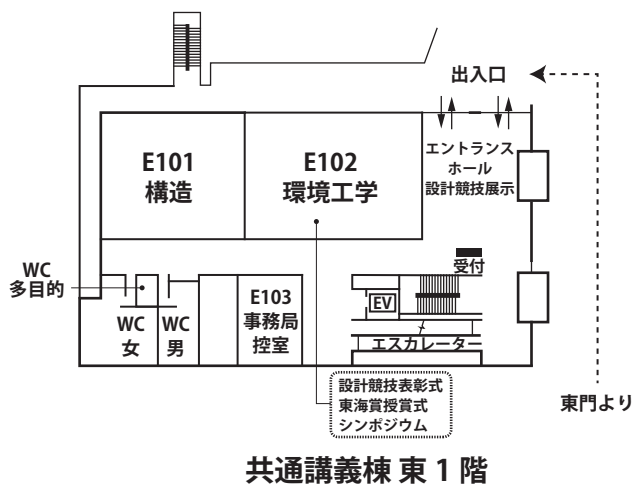 出入口
エントランス
ホール
設計競技展示
E101
構造
E102
環境工学
受付
WC
多目的
WC
女
WC
男
E103
事務局
控室
EV
エスカレーター
設計競技表彰式
東海賞授賞式
シンポジウム
東門より
共通講義棟 東 1 階